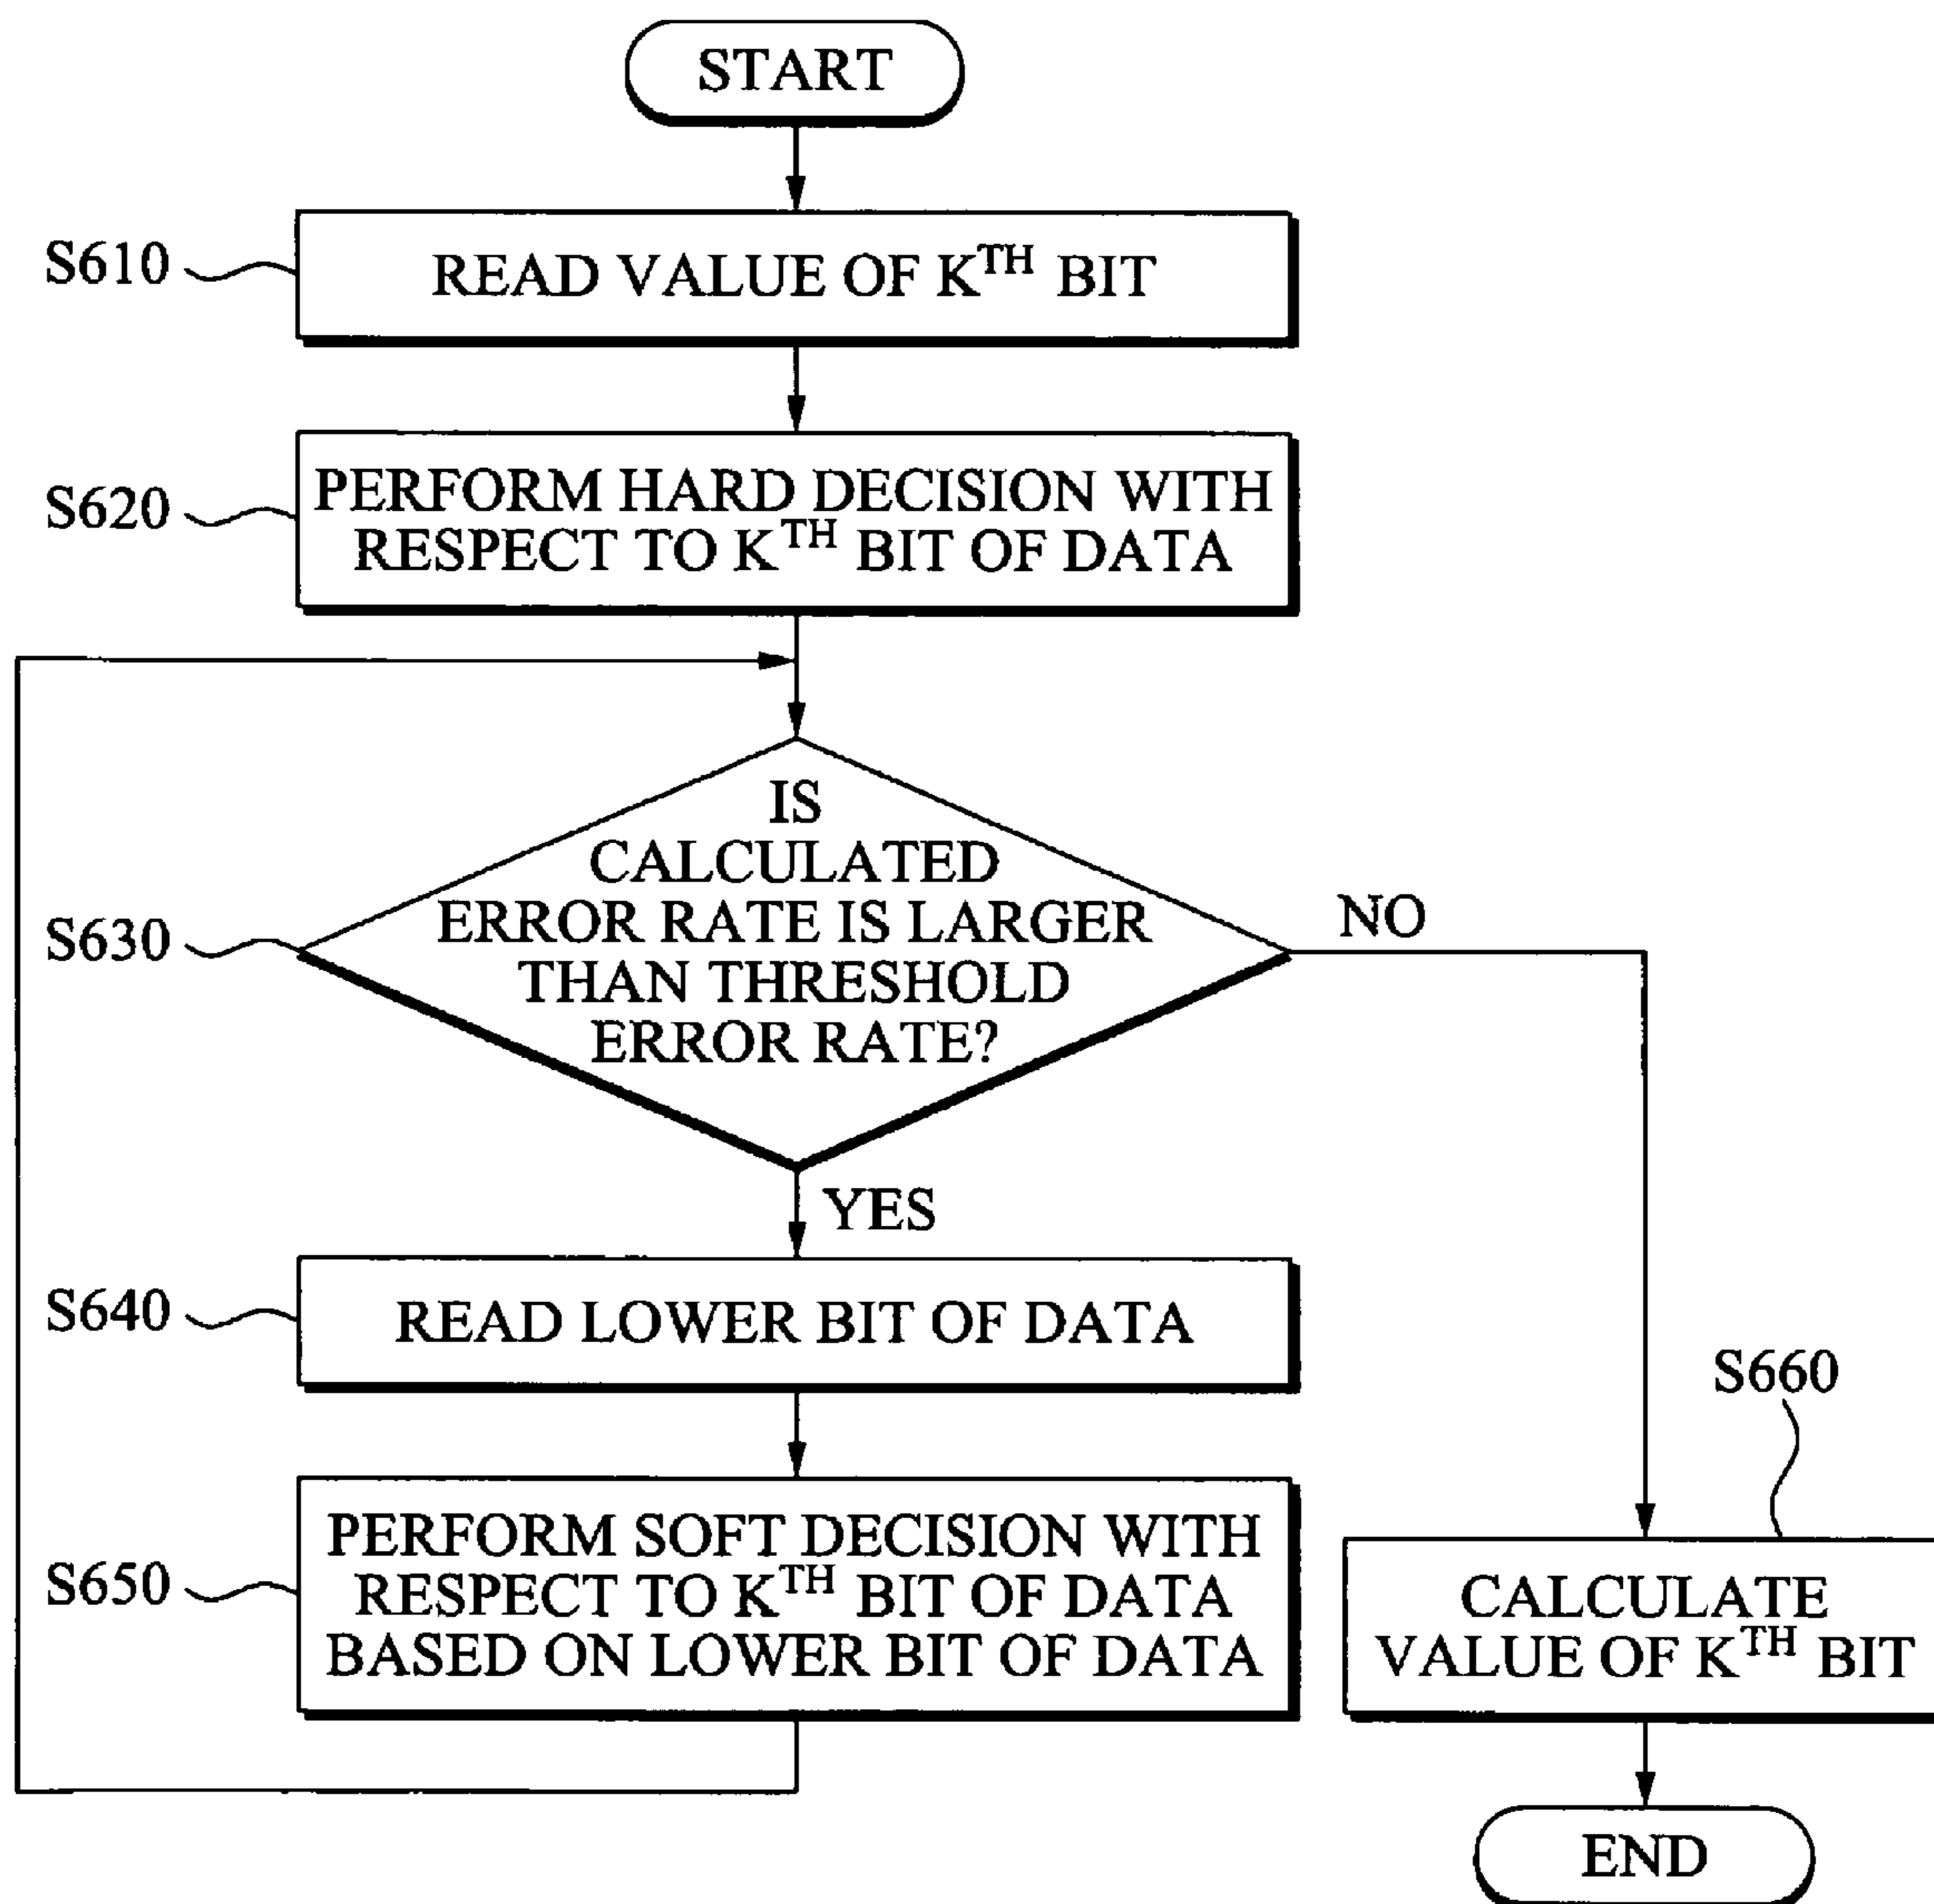 START
S610
READ VALUE OF K^TH BIT
S620
PERFORM HARD DECISION WITH
RESPECT TO K^TH BIT OF DATA
S630
IS
CALCULATED
ERROR RATE IS LARGER
THAN THRESHOLD
ERROR RATE?
NO
YES
S640
READ LOWER BIT OF DATA
S650
PERFORM SOFT DECISION WITH
RESPECT TO K^TH BIT OF DATA
BASED ON LOWER BIT OF DATA
S660
CALCULATE
VALUE OF K^TH BIT
END